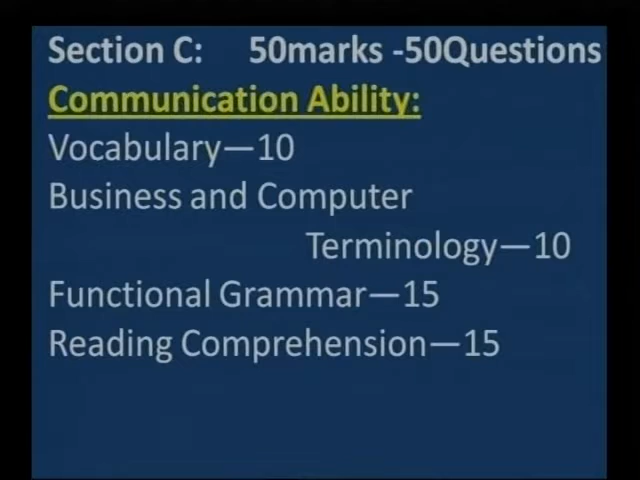 Section C: 50marks -50Questions
Communication Ability:
Vocabulary—10
Business and Computer
Terminology—10
Functional Grammar—15
Reading Comprehension—15